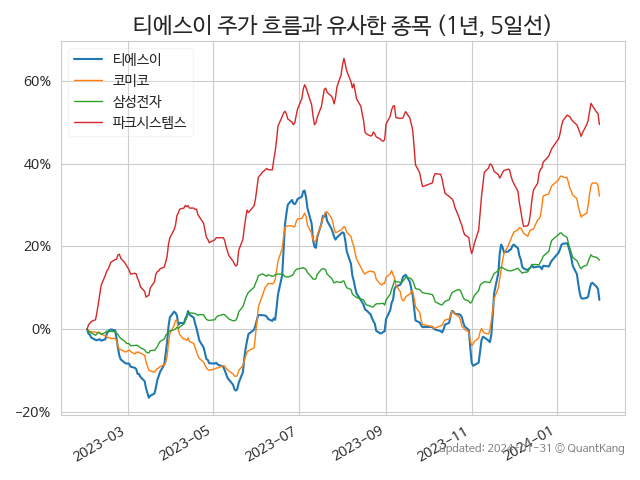 티에스이 주가 흐름과 유사한 종목 (1년, 5일선)
티에스이
코미코
삼성전자
파크시스템스
60%
40%
20%
0%
−20%
2023-03
2023-05
2023-07
2023-09
2023-11
2024-01
updated: 2024-01-31 © QuantKang